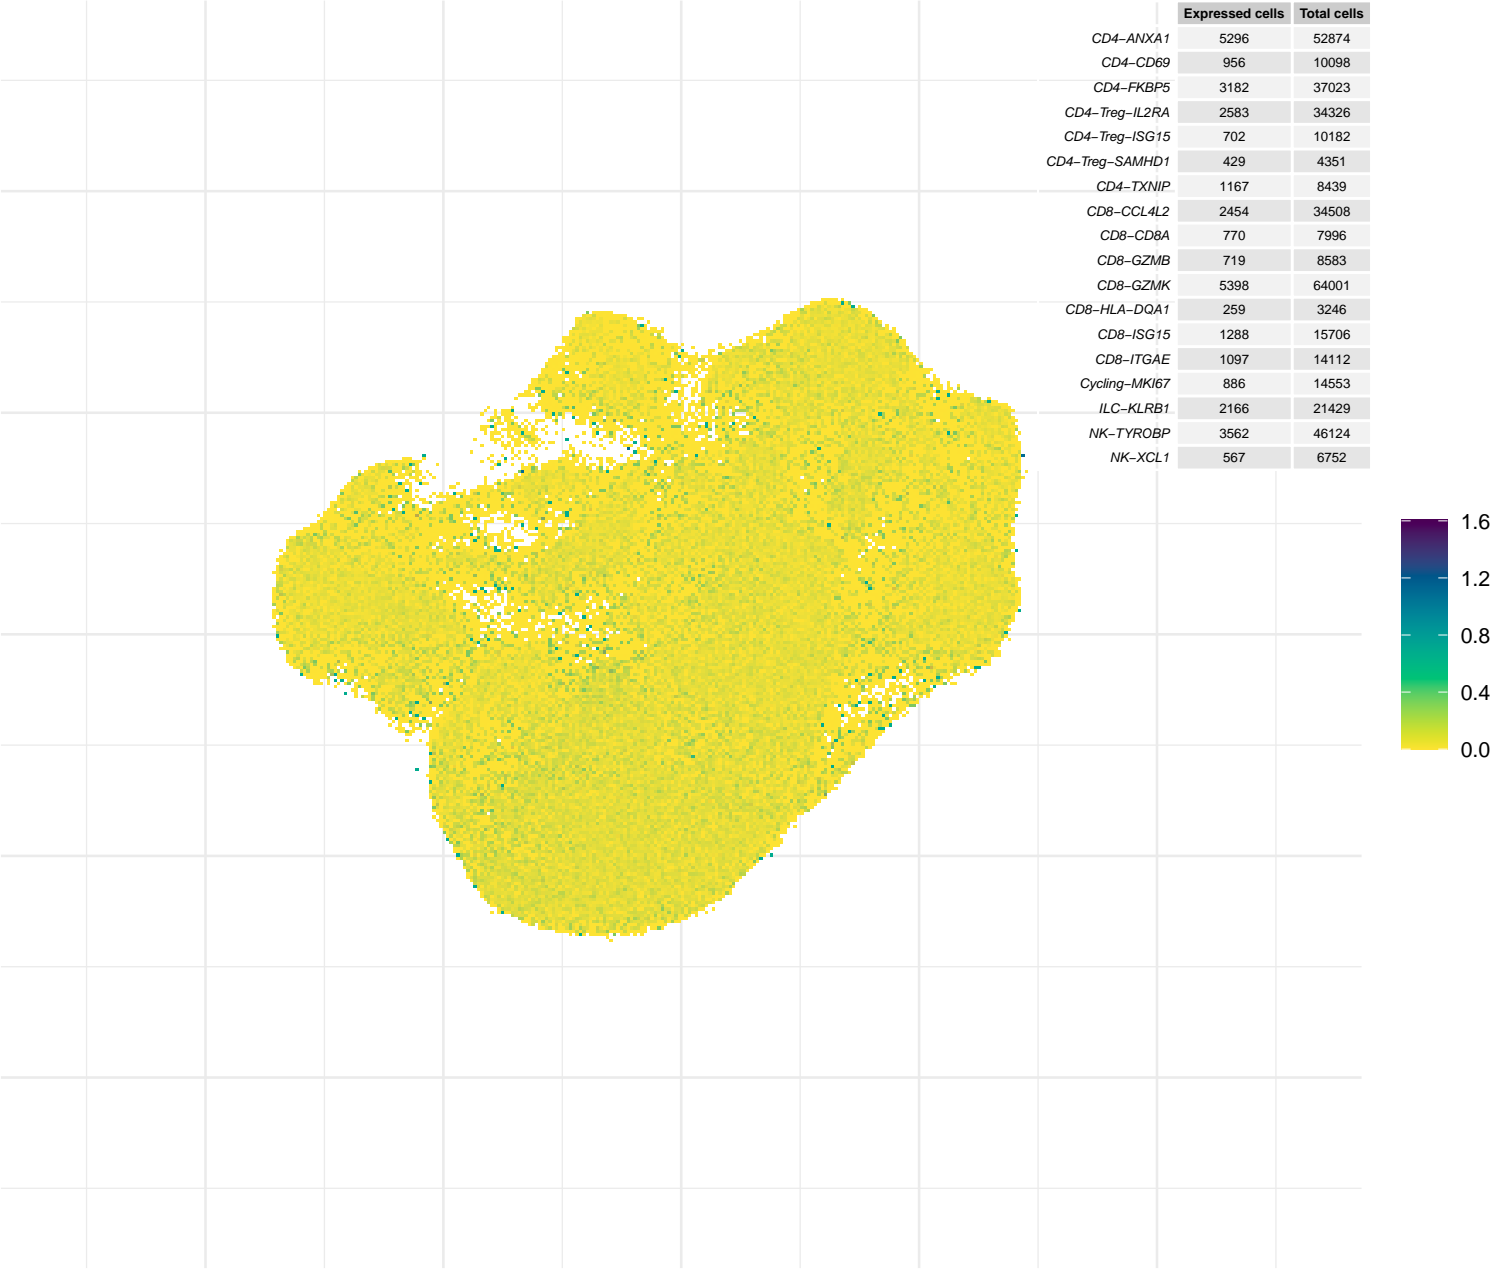 Expressed cells Total cells
CD4−ANXA1 5296 52874
CD4−CD69 956 10098
CD4−FKBP5 3182 37023
CD4−Treg−IL2RA 2583 34326
CD4−Treg−ISG15 702 10182
CD4−Treg−SAMHD1 429 4351
CD4−TXNIP 1167 8439
CD8−CCL4L2 2454 34508
CD8−CD8A 770 7996
CD8−GZMB 719 8583
CD8−GZMK 5398 64001
CD8−HLA−DQA1 259 3246
CD8−ISG15 1288 15706
CD8−ITGAE 1097 14112
Cycling−MKI67 886 14553
ILC−KLRB1 2166 21429
NK−TYROBP 3562 46124
NK−XCL1 567 6752
1.6
1.2
0.8
0.4
0.0